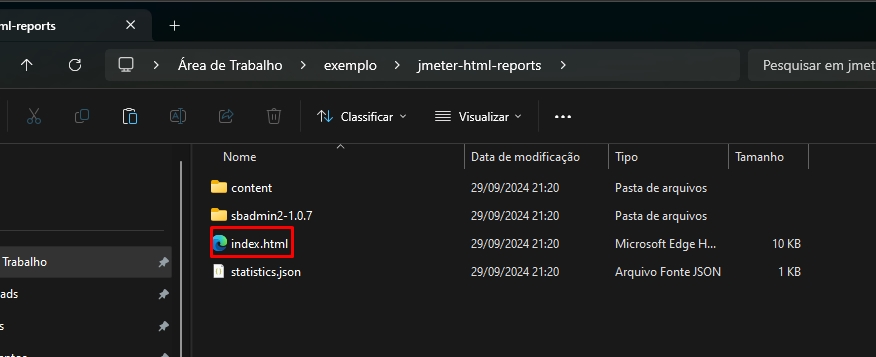 ml-reports
Área de Trabalho exemplo jmeter-html-reports Pesquisar em jmet
Classificar Visualizar
Nome Data de modificação Tipo Tamanho
content 29/09/2024 21:20 Pasta de arquivos
sbadmin2-1.0.7 29/09/2024 21:20 Pasta de arquivos
index.html 29/09/2024 21:20 Microsoft Edge H... 10 KB
Trabalho
statistics.json 29/09/2024 21:20 Arquivo Fonte JSON 1 KB
ads
s